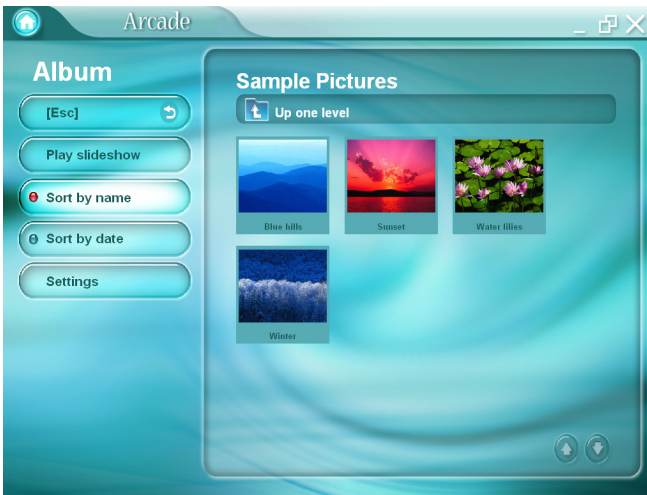 Arcade
Album
[Esc]
Play slideshow
Sort by name
Sort by date
Settings
Sample Pictures
Up one level
Blue hills
Sunset
Water lilies
Winter